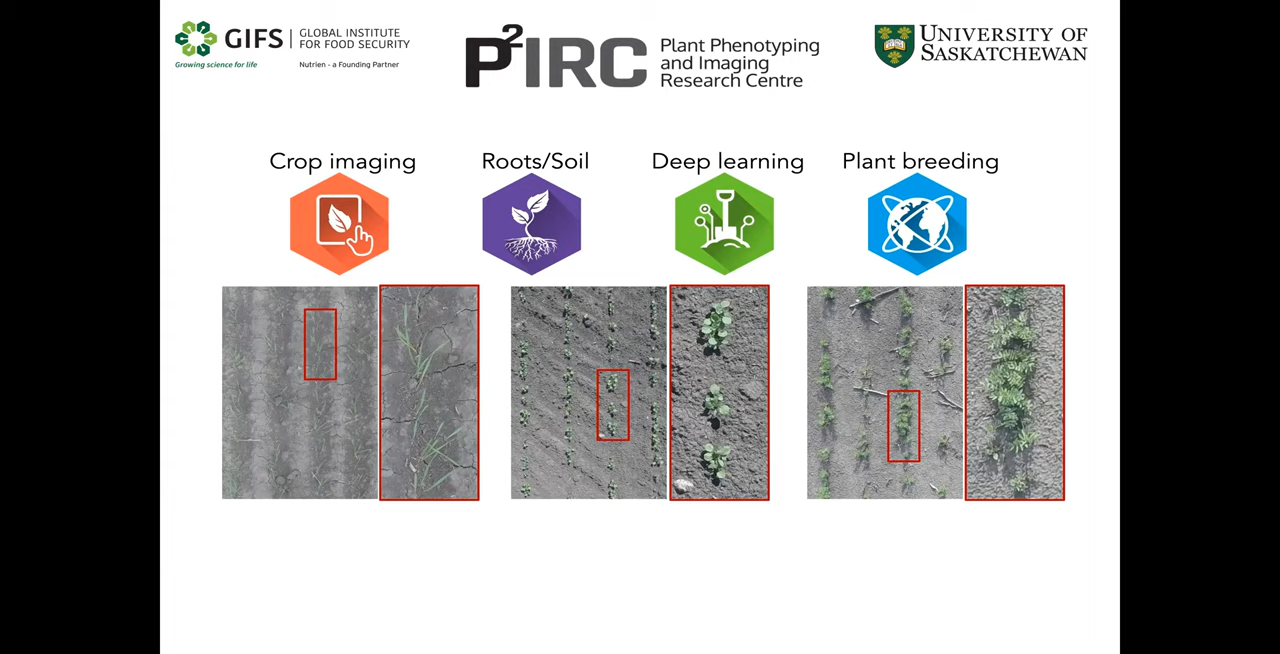 GIFS
GLOBAL INSTITUTE
FOR FOOD SECURITY
Growing science for life
Nutrien - a Founding Partner
P2IRC
Plant Phenotyping
and Imaging
Research Centre
UNIVERSITY OF
SASKATCHEWAN
Crop imaging
Roots/Soil
Deep learning
Plant breeding